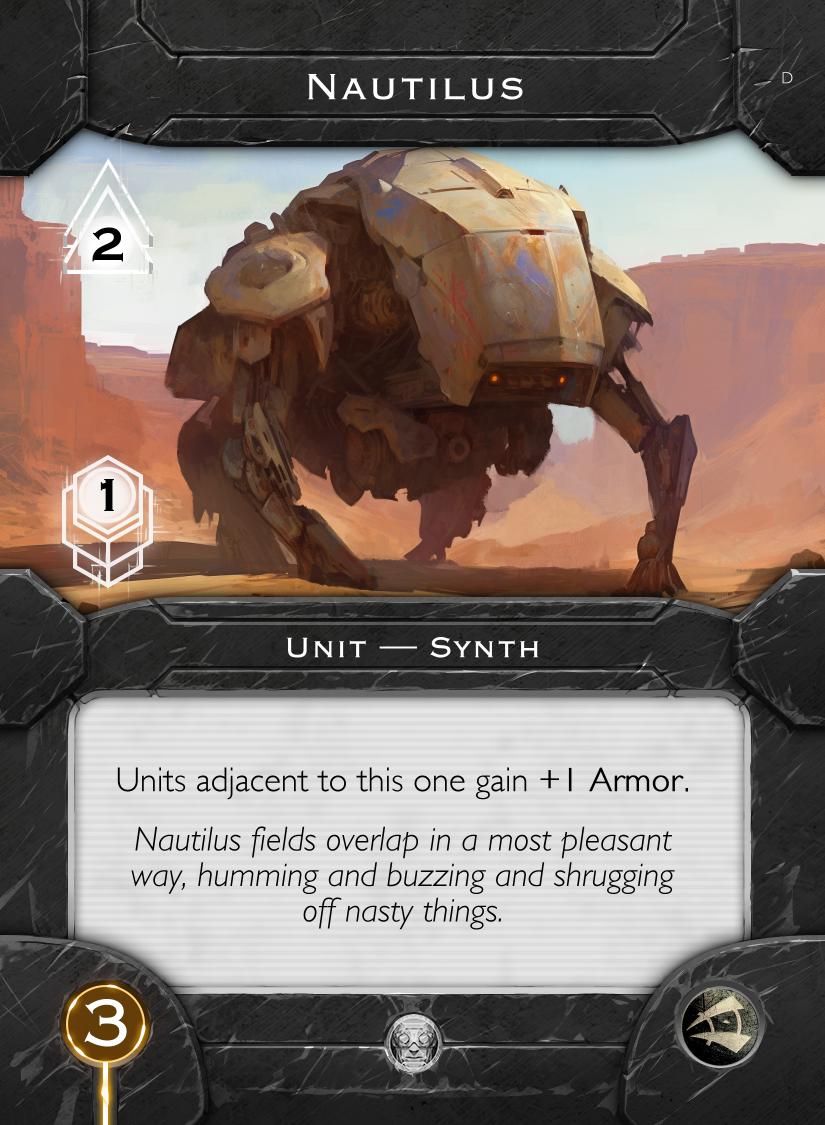 Nautilus
D
2
1
Unit — Synth
Units adjacent to this one gain +1 Armor.
Nautilus fields overlap in a most pleasant
way, humming and buzzing and shrugging
off nasty things.
3